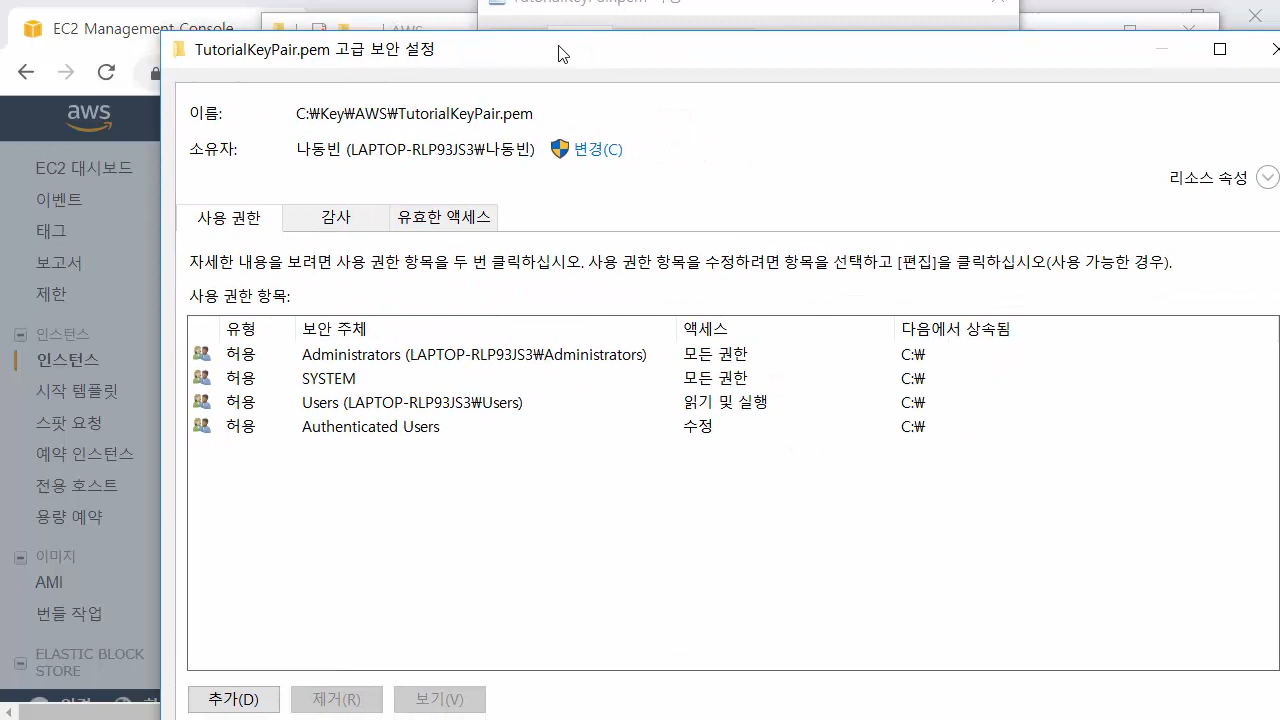 EC2 Management Console
TutorialKeyPair.pem 고급 보안 설정
aws
EC2 대시보드
이벤트
태그
보고서
제한
인스턴스
인스턴스
시작 템플릿
스팟 요청
예약 인스턴스
전용 호스트
용량 예약
이미지
AMI
번들 작업
ELASTIC BLOCK
STORE
이름: C:₩Key₩AWS₩TutorialKeyPair.pem
소유자: 나동빈 (LAPTOP-RLP93JS3₩나동빈) 변경(C)
리소스 속성
사용 권한 감사 유효한 액세스
자세한 내용을 보려면 사용 권한 항목을 두 번 클릭하십시오. 사용 권한 항목을 수정하려면 항목을 선택하고 [편집]을 클릭하십시오(사용 가능한 경우).
사용 권한 항목:
유형 보안 주체 액세스 다음에서 상속됨
허용 Administrators (LAPTOP-RLP93JS3₩Administrators) 모든 권한 C:₩
허용 SYSTEM 모든 권한 C:₩
허용 Users (LAPTOP-RLP93JS3₩Users) 읽기 및 실행 C:₩
허용 Authenticated Users 수정 C:₩
추가(D) 제거(R) 보기(V)